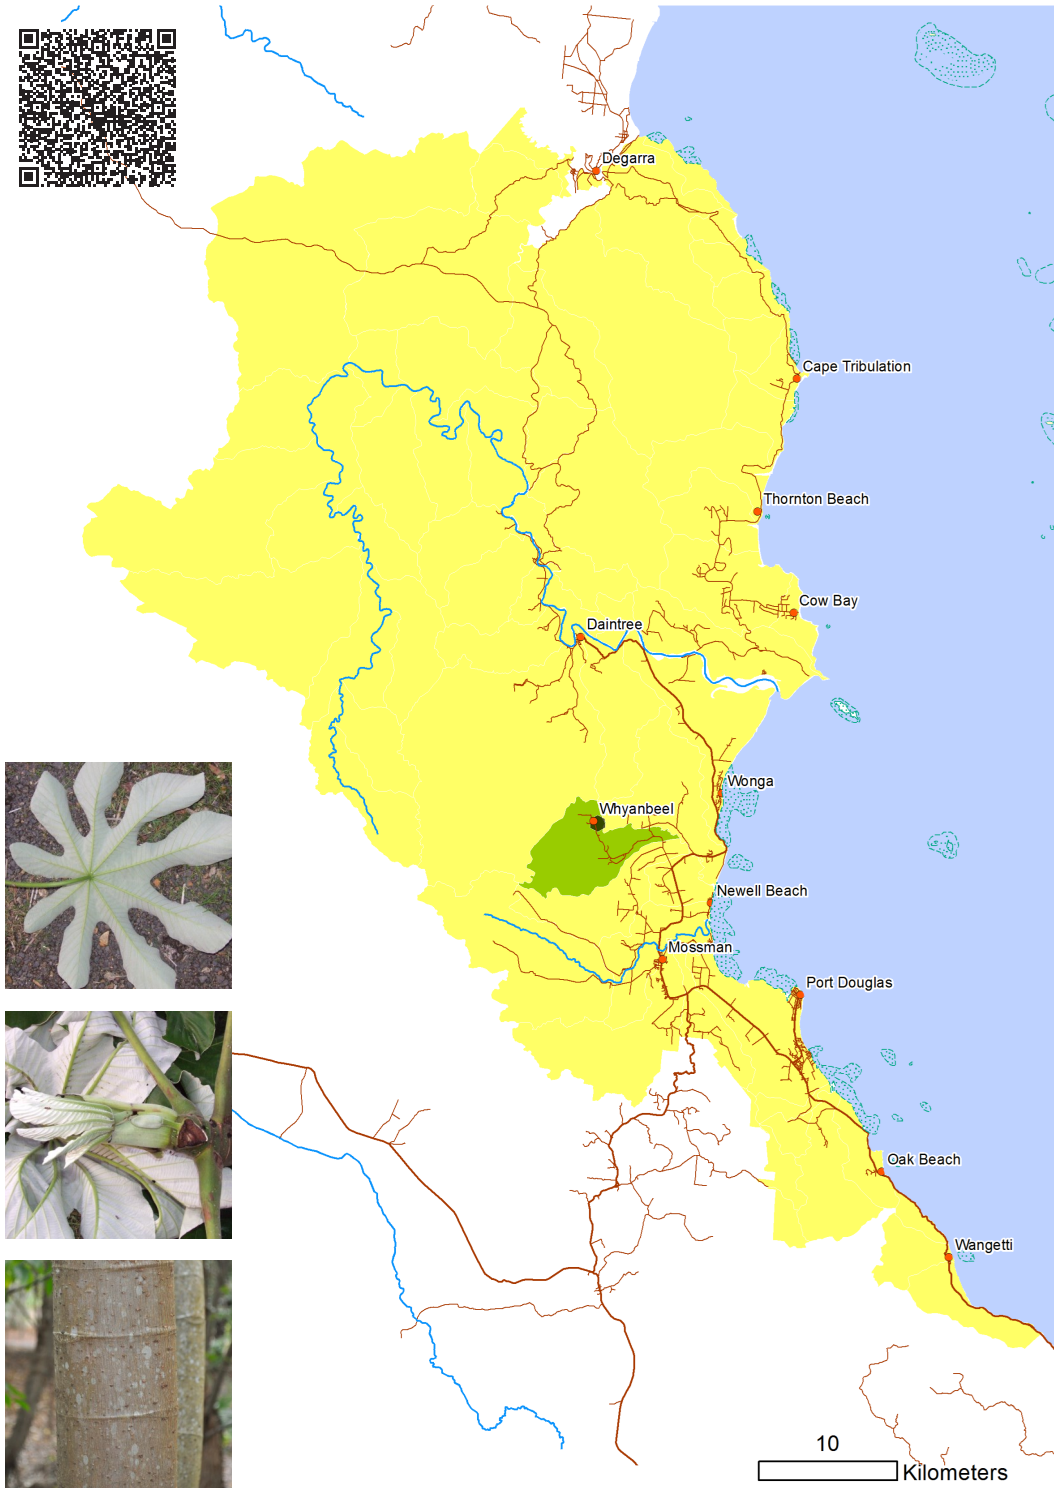 Degarra
Cape Tribulation
Thornton Beach
Cow Bay
Daintree
Wonga
Whyanbeel
Newell Beach
Mossman
Port Douglas
Oak Beach
Wangetti
10
Kilometers